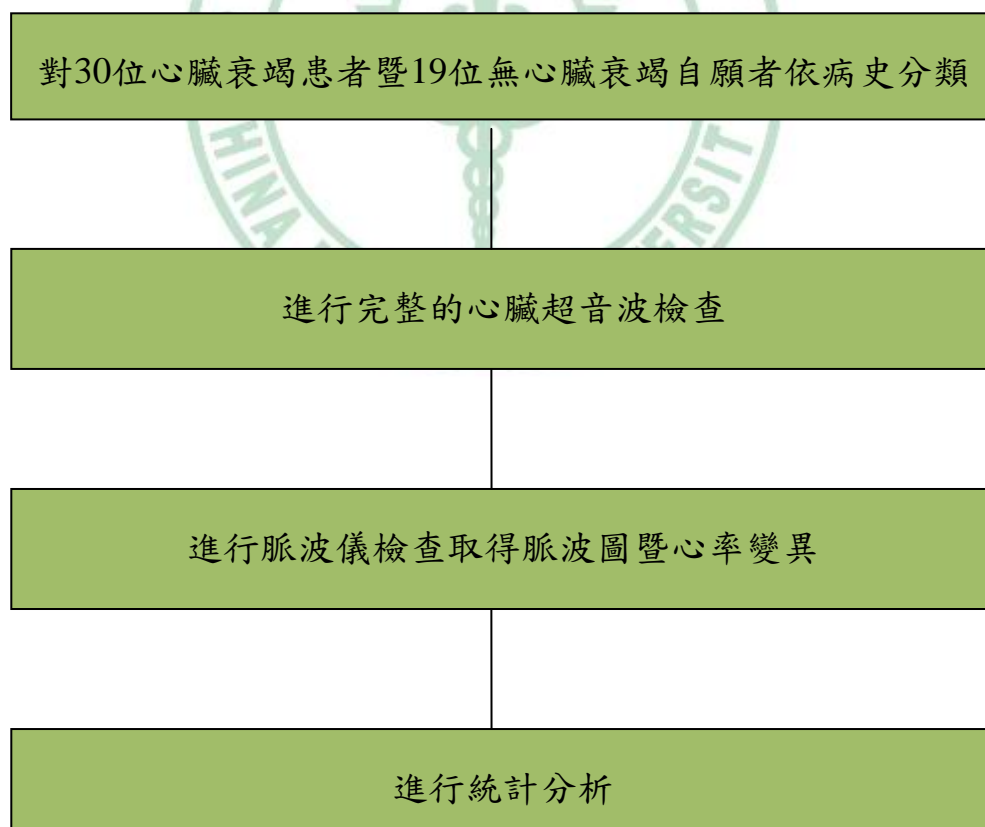 對30位心臟衰竭患者暨19位無心臟衰竭自願者依病史分類
進行完整的心臟超音波檢查
進行脈波儀檢查取得脈波圖暨心率變異
進行統計分析